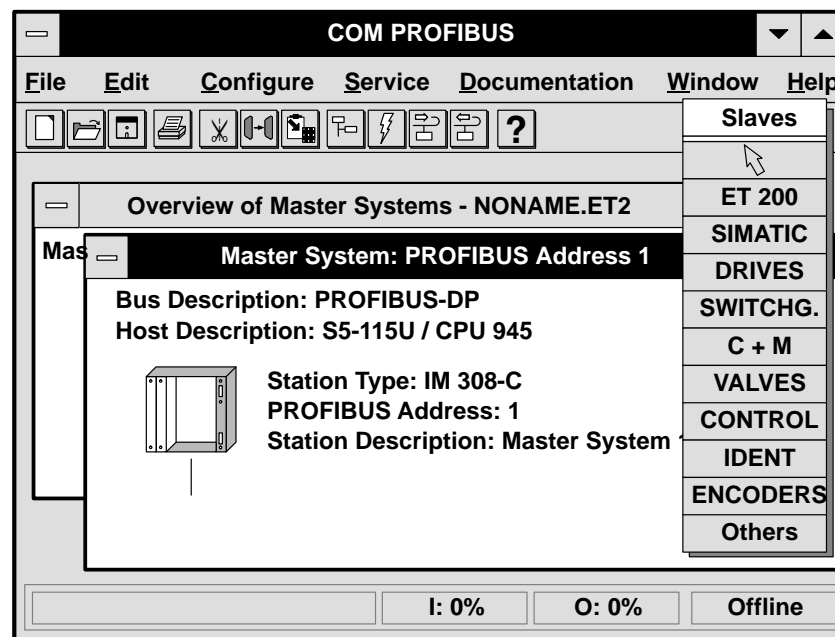 COM PROFIBUS
File Edit Configure Service Documentation Window Help
?
Slaves
ET 200
SIMATIC
DRIVES
SWITCHG.
C + M
VALVES
CONTROL
IDENT
ENCODERS
Others
Overview of Master Systems - NONAME.ET2
Mas
Master System: PROFIBUS Address 1
Bus Description: PROFIBUS-DP
Host Description: S5-115U / CPU 945
Station Type: IM 308-C
PROFIBUS Address: 1
Station Description: Master System 1
I: 0% O: 0% Offline